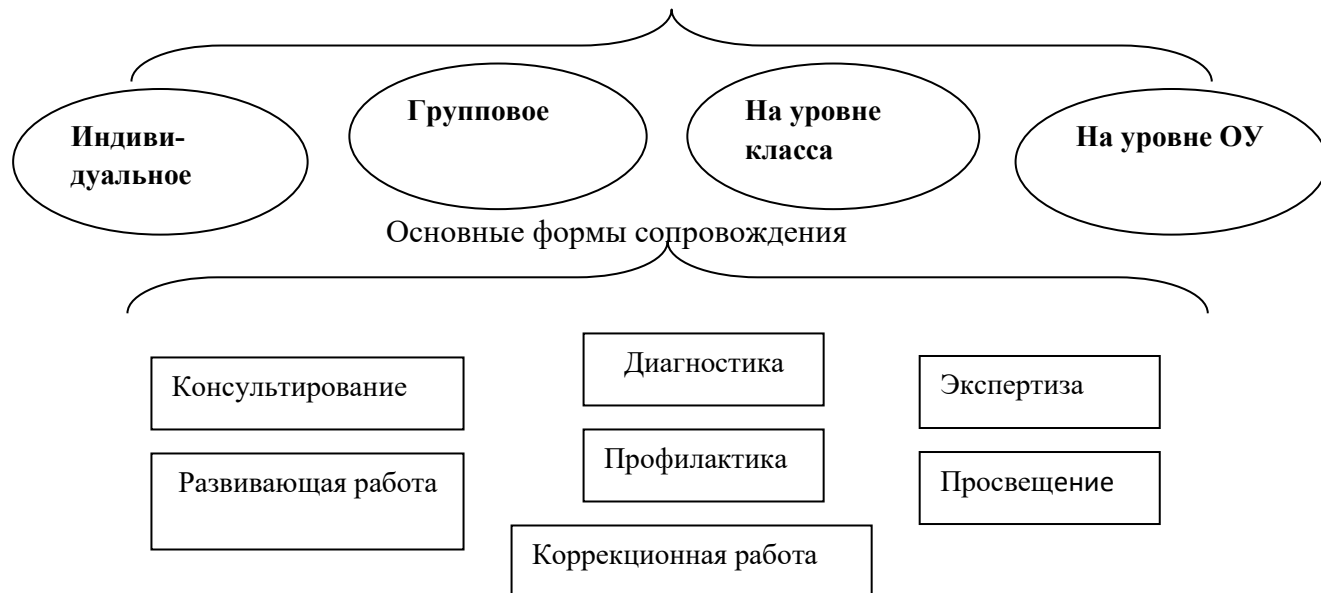 Индиви-
дуальное
Групповое
На уровне
класса
На уровне ОУ
Основные формы сопровождения
Консультирование
Диагностика
Экспертиза
Развивающая работа
Профилактика
Просвещение
Коррекционная работа